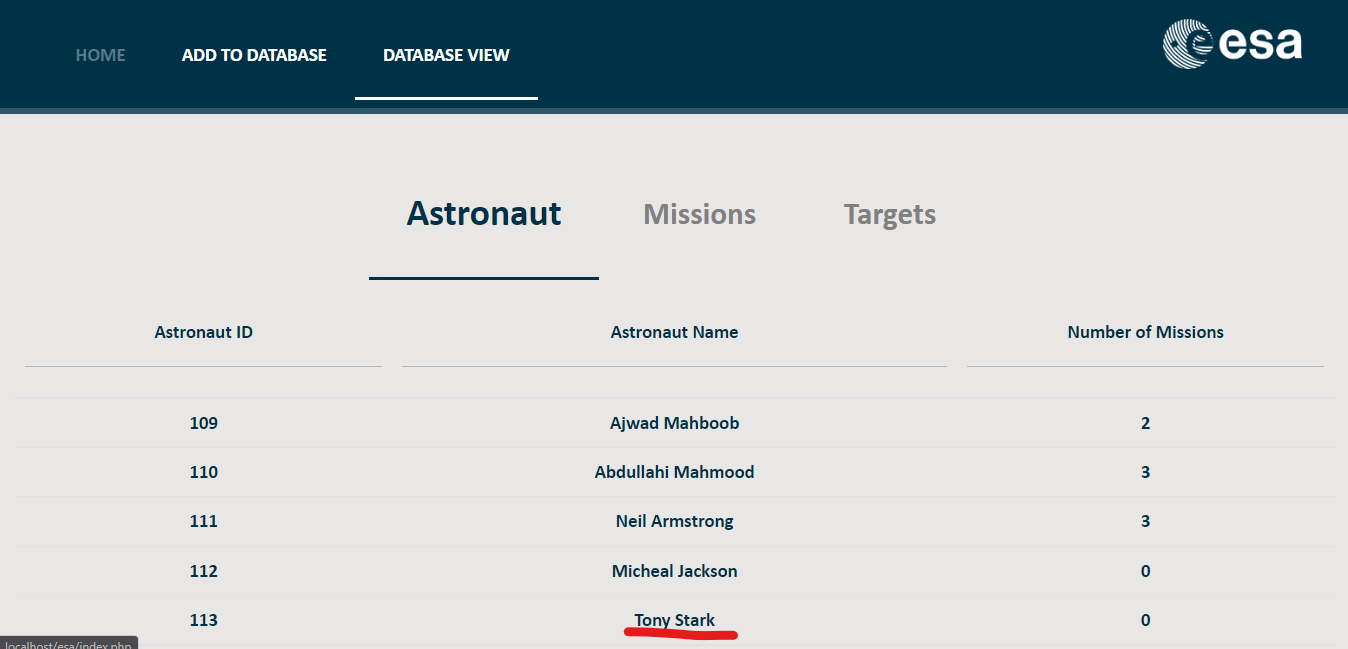 HOME ADD TO DATABASE DATABASE VIEW esa
Astronaut Missions Targets
Astronaut ID Astronaut Name Number of Missions
109 Ajwad Mahboob 2
110 Abdullahi Mahmood 3
111 Neil Armstrong 3
112 Micheal Jackson 0
113 Tony Stark 0
localhost/esa/index.php